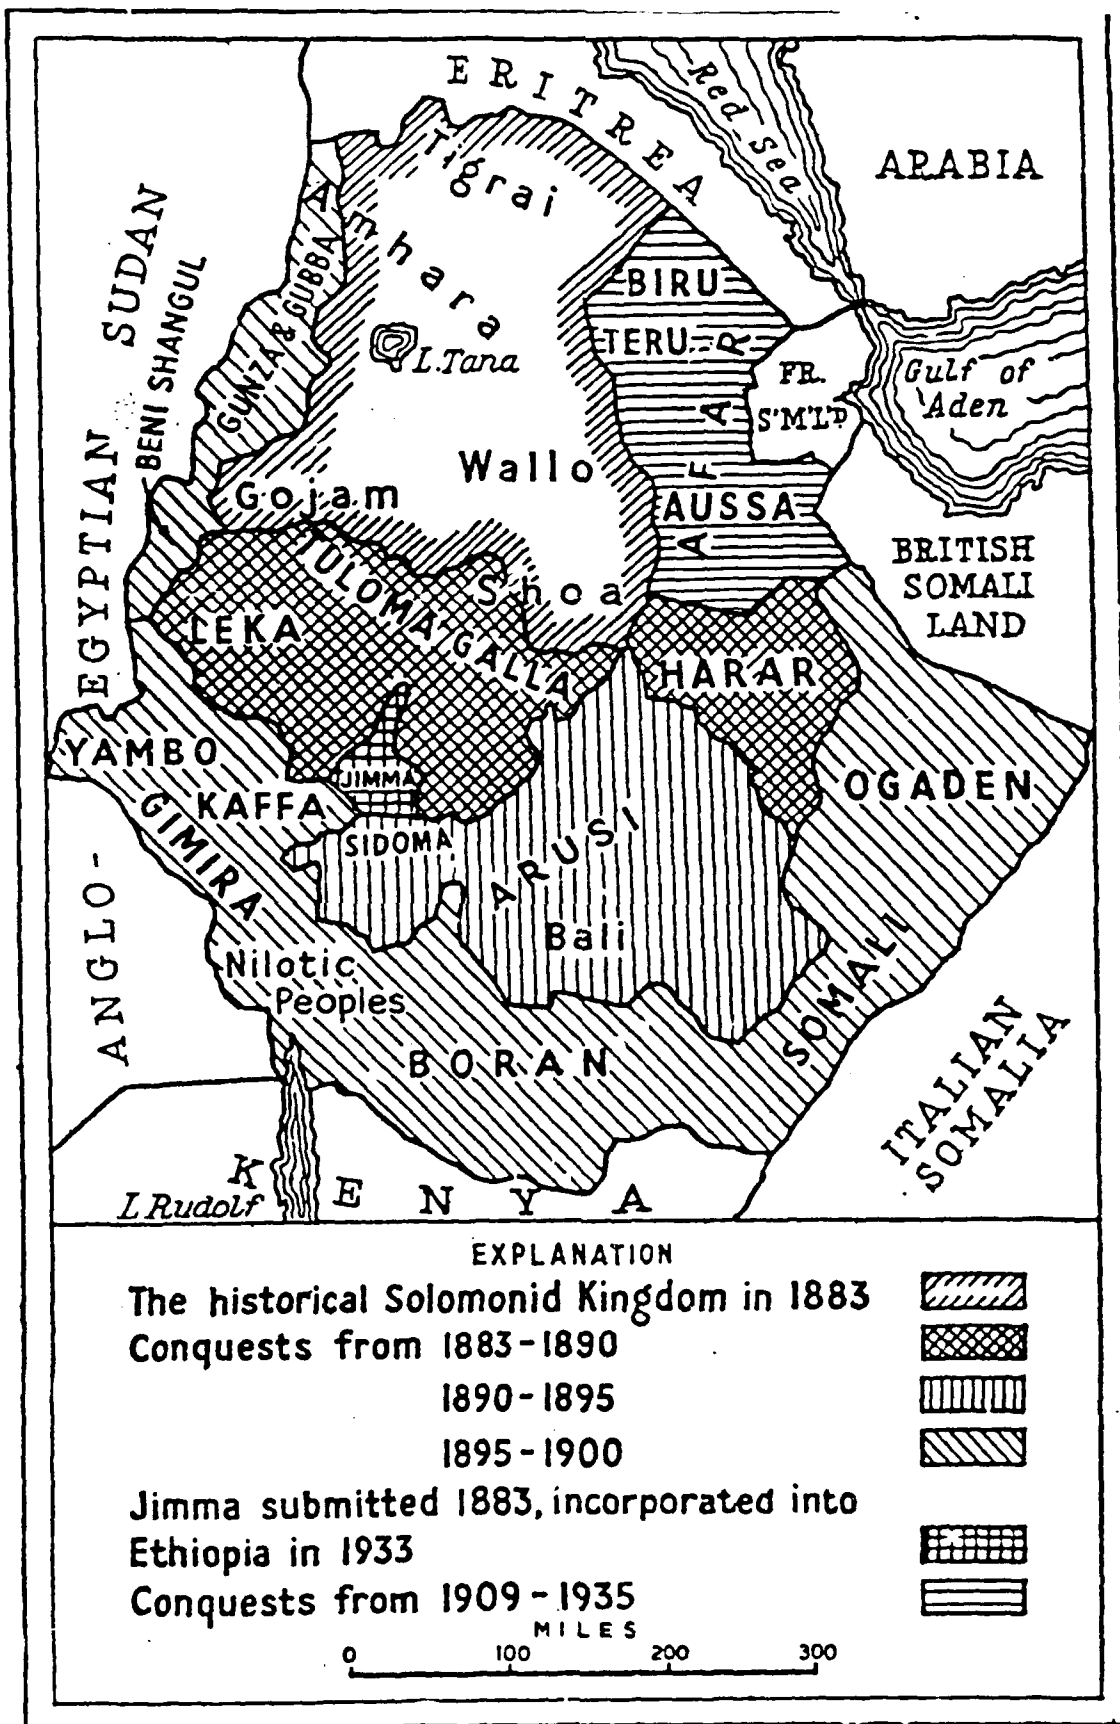 ERITREA
Red Sea
ARABIA
Tigrai
Amhara
SUDAN
BENI SHANGUL
GUNZA & GUBBA
BIRU
TERU
AFAR
L.Tana
FR.
S'M'L'D
Gulf of
Aden
Wallo
Gojam
AUSSA
EGYPTIAN
TULOMA GALLA
Shoa
BRITISH
SOMALI
LAND
LEKA
HARAR
YAMBO
JIMMA
OGADEN
KAFFA
GIMIRA
SIDOMA
ARUSI
Bali
ANGLO-
Nilotic
Peoples
SOMALI
BORAN
ITALIAN
SOMALIA
KENYA
L Rudolf
EXPLANATION
The historical Solomonid Kingdom in 1883
Conquests from 1883-1890
1890-1895
1895-1900
Jimma submitted 1883, incorporated into
Ethiopia in 1933
Conquests from 1909-1935
MILES
0 100 200 300